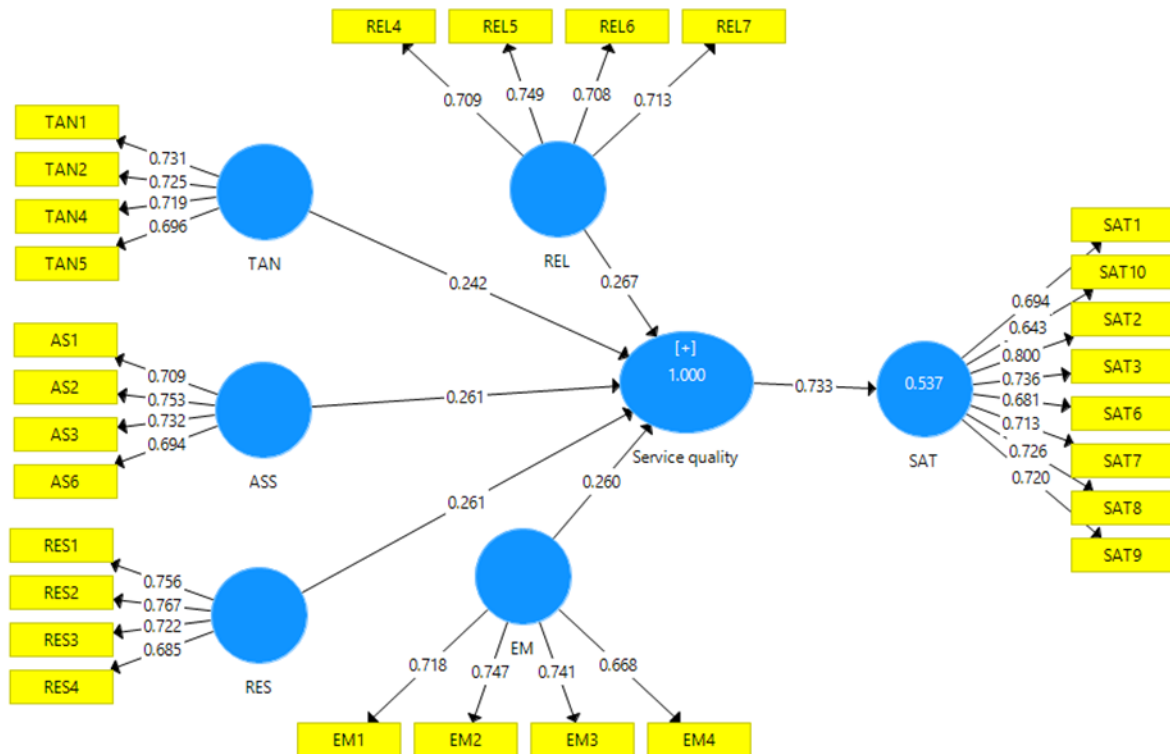 REL4 REL5 REL6 REL7
0.709 0.749 0.708 0.713
TAN1
TAN2
TAN4
TAN5
0.731
0.725
0.719
0.696
TAN
REL
0.242
0.267
AS1
AS2
AS3
AS6
0.709
0.753
0.732
0.694
ASS
0.261
[+]
1.000
Service quality
0.733
0.537
SAT
0.694
0.643
0.800
0.736
0.681
0.713
0.726
0.720
SAT1
SAT10
SAT2
SAT3
SAT6
SAT7
SAT8
SAT9
RES1
RES2
RES3
RES4
0.756
0.767
0.722
0.685
RES
0.261
0.260
EM
0.718 0.747 0.741 0.668
EM1 EM2 EM3 EM4